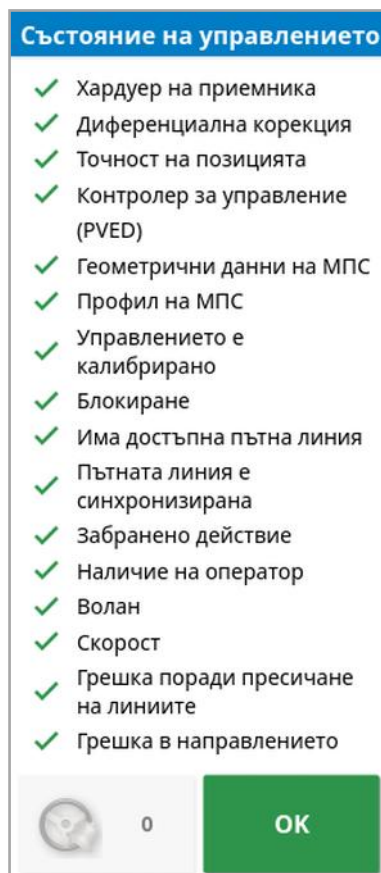 Състояние на управлението
Хардуер на приемника
Диференциална корекция
Точност на позицията
Контролер за управление
(PVED)
Геометрични данни на МПС
Профил на МПС
Управлението е
калибрирано
Блокиране
Има достъпна пътна линия
Пътната линия е
синхронизирана
Забранено действие
Наличие на оператор
Волан
Скорост
Грешка поради пресичане
на линиите
Грешка в направлението
0
OK